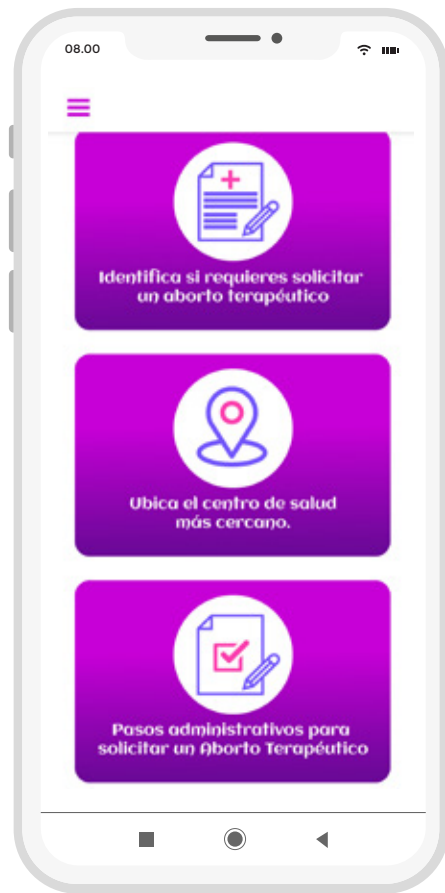 08.00
Identifica si requieres solicitar
un aborto terapéutico
Ubica el centro de salud
más cercano.
Pasos administrativos para
solicitar un Aborto Terapéutico